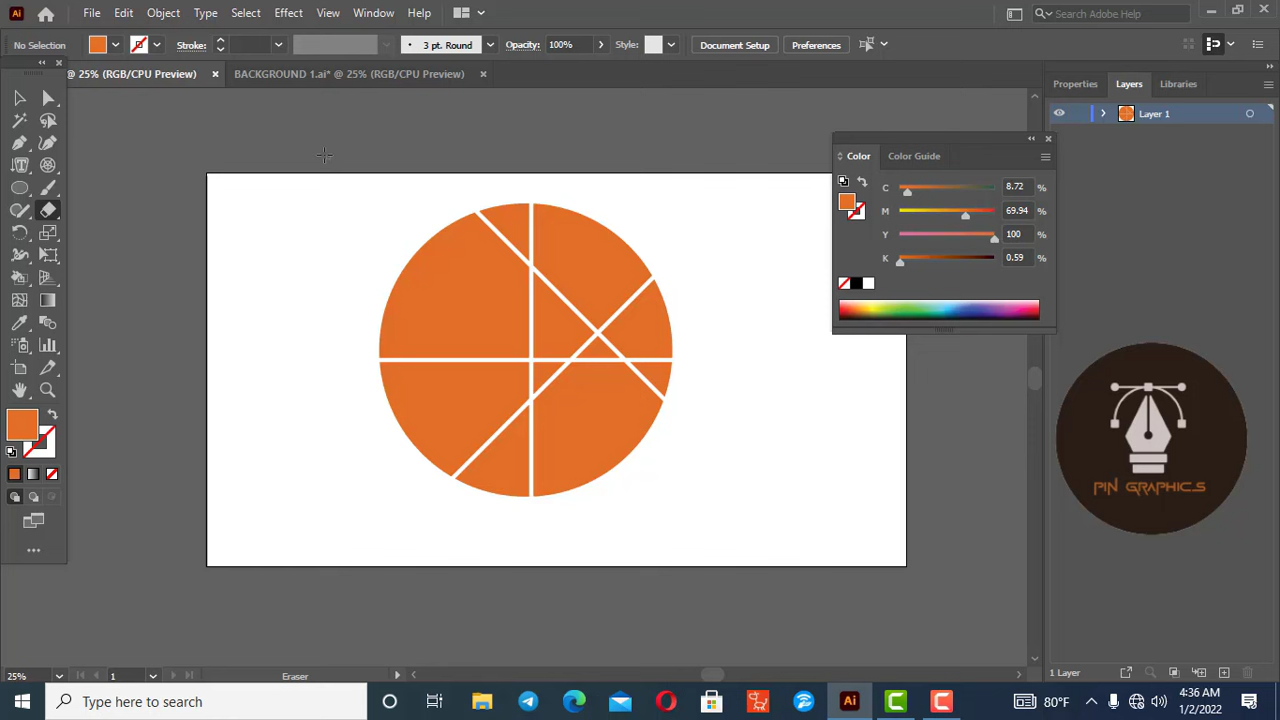 Ai File Edit Object Type Select Effect View Window Help Search Adobe Help
No Selection Stroke: 3 pt. Round Opacity: 100% Style: Document Setup Preferences
@ 25% (RGB/CPU Preview) × BACKGROUND 1.ai* @ 25% (RGB/CPU Preview) ×
Properties Layers Libraries
Layer 1
Color Color Guide
C 8.72 %
M 69.94 %
Y 100 %
K 0.59 %
PIN GRAPHICS
25% 1 Eraser 1 Layer
Type here to search Ai 80°F 4:36 AM
1/2/2022